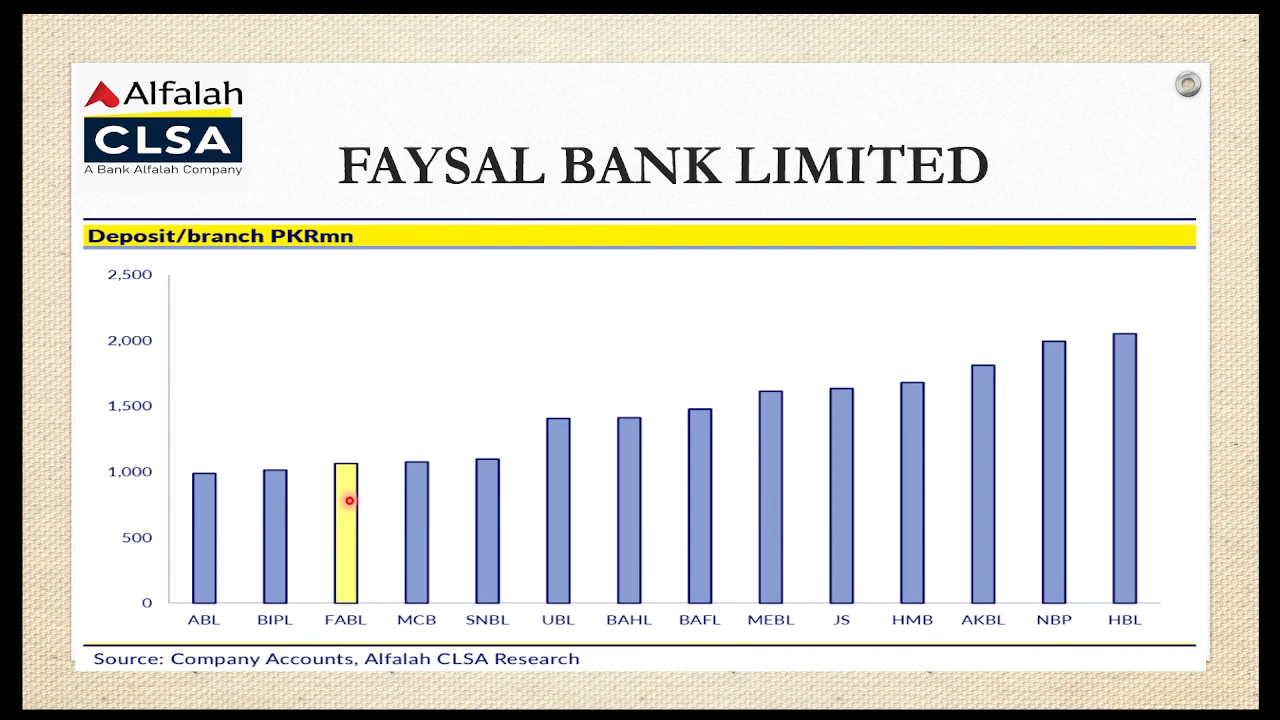 Alfalah
CLSA
A Bank Alfalah Company
FAYSAL BANK LIMITED
Deposit/branch PKRmn
2,500
2,000
1,500
1,000
500
0
ABL BIPL FABL MCB SNBL UBL BAHL BAFL MEBL JS HMB AKBL NBP HBL
Source: Company Accounts, Alfalah CLSA Research